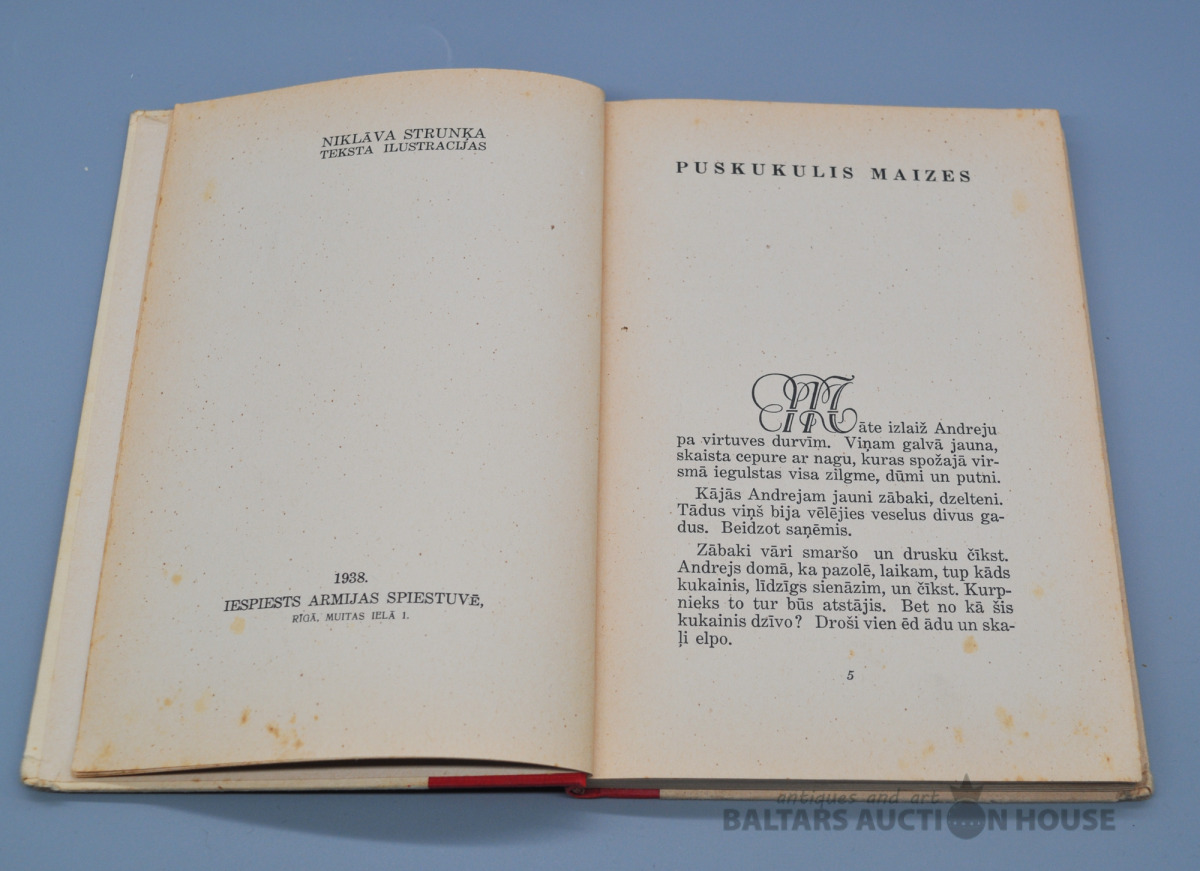 NIKLĀVA STRUNĶA
TEKSTA ILUSTRACIJAS
1938.
IESPIESTS ARMIJAS SPIESTUVĒ,
RĪGĀ, MUITAS IELĀ 1.
PUSKUKULIS MAIZES
Māte izlaiž Andreju
pa virtuves durvīm. Viņam galvā jauna,
skaista cepure ar nagu, kuras spožajā vir-
smā iegulstas visa zilgme, dūmi un putni.
Kājās Andrejam jauni zābaki, dzelteni.
Tādus viņš bija vēlējies veselus divus ga-
dus. Beidzot saņēmis.
Zābaki vāri smaršo un drusku čīkst.
Andrejs domā, ka pazolē, laikam, tup kāds
kukainis, līdzīgs sienāzim, un čīkst. Kurp-
nieks to tur būs atstājis. Bet no kā šis
kukainis dzīvo? Droši vien ēd ādu un ska-
ļi elpo.
5
antiques and art
BALTARS AUCTION HOUSE